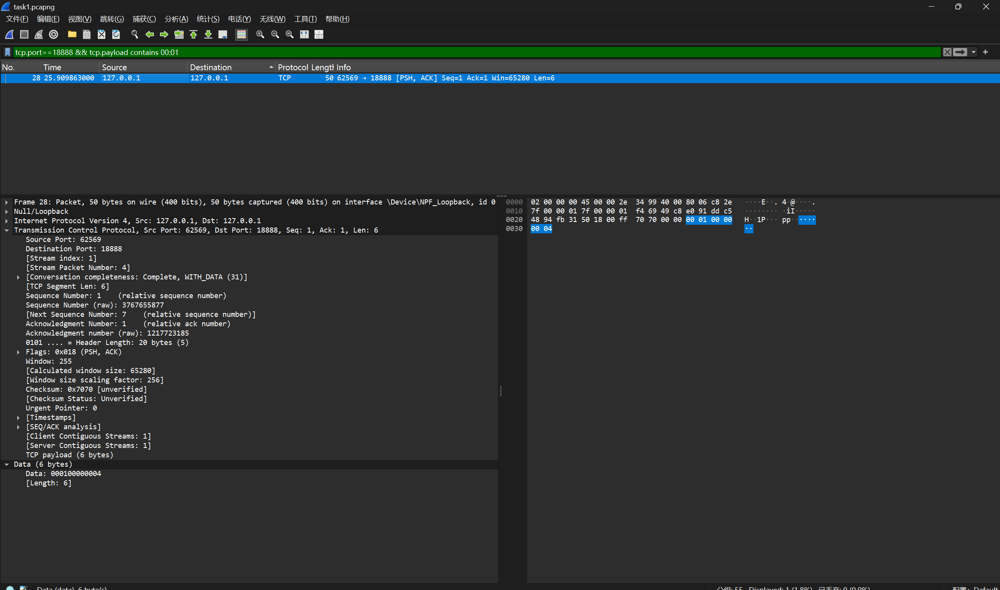 task1.pcapng
文件(F) 编辑(E) 视图(V) 跳转(G) 捕获(C) 分析(A) 统计(S) 电话(Y) 无线(W) 工具(T) 帮助(H)
tcp.port==18888 && tcp.payload contains 00:01
No. Time Source Destination Protocol Length Info
28 25.909863000 127.0.0.1 127.0.0.1 TCP 50 62569 → 18888 [PSH, ACK] Seq=1 Ack=1 Win=65280 Len=6
Frame 28: Packet, 50 bytes on wire (400 bits), 50 bytes captured (400 bits) on interface \Device\NPF_Loopback, id 0
Null/Loopback
Internet Protocol Version 4, Src: 127.0.0.1, Dst: 127.0.0.1
Transmission Control Protocol, Src Port: 62569, Dst Port: 18888, Seq: 1, Ack: 1, Len: 6
Source Port: 62569
Destination Port: 18888
[Stream index: 1]
[Stream Packet Number: 4]
[Conversation completeness: Complete, WITH_DATA (31)]
[TCP Segment Len: 6]
Sequence Number: 1    (relative sequence number)
Sequence Number (raw): 3767655877
[Next Sequence Number: 7    (relative sequence number)]
Acknowledgment Number: 1    (relative ack number)
Acknowledgment number (raw): 1217723185
0101 .... = Header Length: 20 bytes (5)
Flags: 0x018 (PSH, ACK)
Window: 255
[Calculated window size: 65280]
[Window size scaling factor: 256]
Checksum: 0x7070 [unverified]
[Checksum Status: Unverified]
Urgent Pointer: 0
[Timestamps]
[SEQ/ACK analysis]
[Client Contiguous Streams: 1]
[Server Contiguous Streams: 1]
TCP payload (6 bytes)
Data (6 bytes)
Data: 000100000004
[Length: 6]
0000 02 00 00 00 45 00 00 2e 34 99 40 00 80 06 c8 2e ····E··. 4·@····.
0010 7f 00 00 01 7f 00 00 01 f4 69 49 c8 e0 91 dd c5 ········ ·iI·····
0020 48 94 fb 31 50 18 00 ff 70 70 00 00 00 01 00 00 H··1P··· pp······
0030 00 04 ··
Data (data), 6 byte(s)
分组: 55 Displayed: 1 (1.8%) 已丢弃: 0 (0.0%)
配置: Default